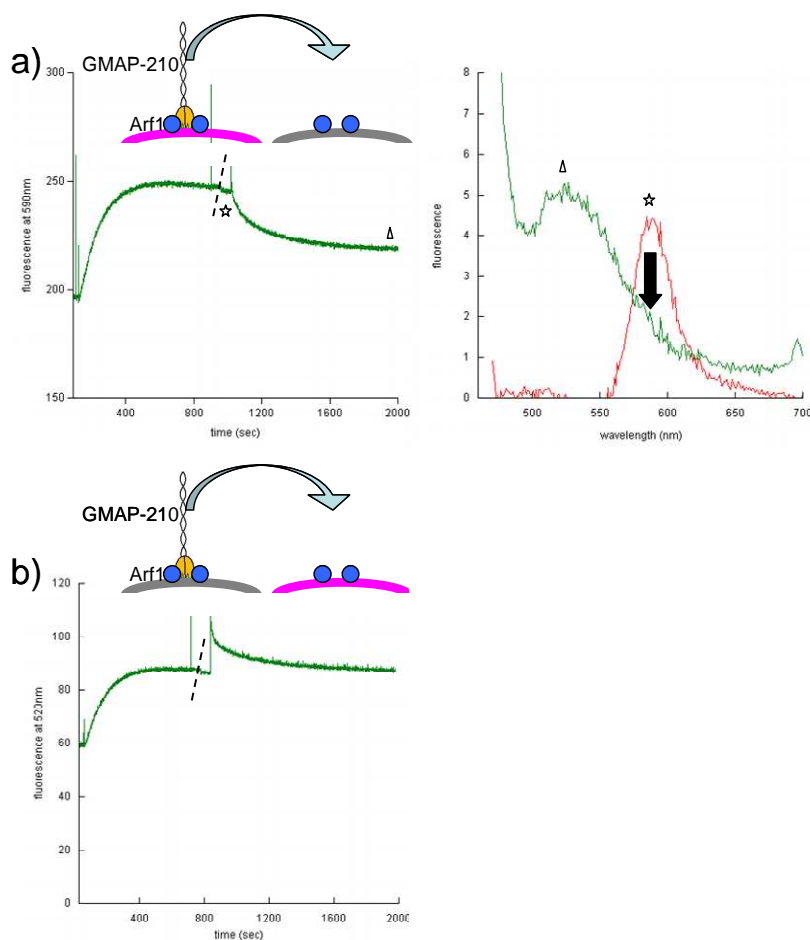 a)
GMAP-210
Arf1
300
250
200
150
fluorescence at 590nm
400 800 1200 1600 2000
time (sec)
Δ
8
7
6
5
4
3
2
1
0
fluorescence
Δ
500 550 600 650 700
wavelength (nm)
b)
GMAP-210
Arf1
120
100
80
60
40
20
0
fluorescence at 520nm
400 800 1200 1600 2000
time (sec)